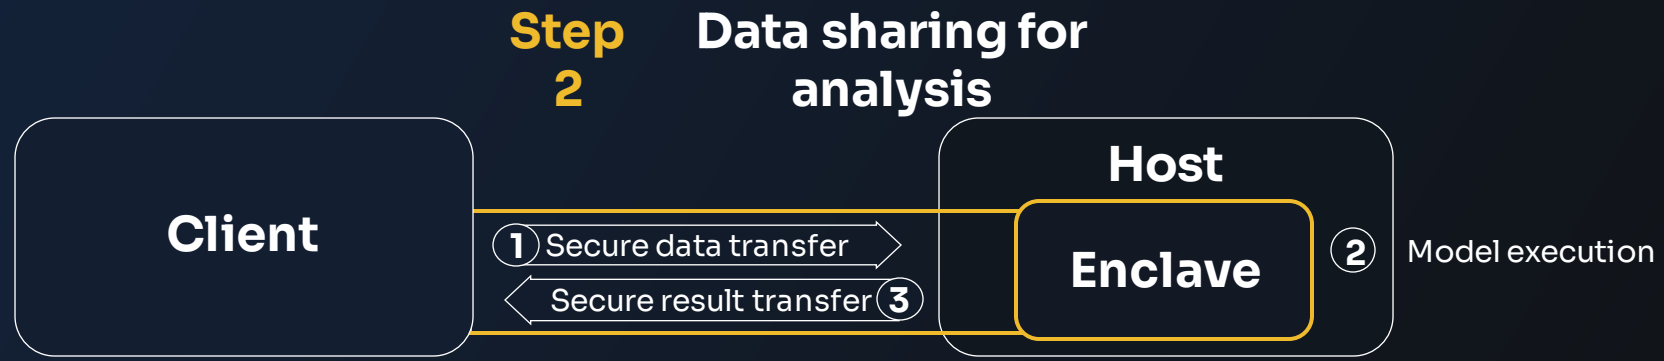 Step
2
Data sharing for
analysis
Client
1 Secure data transfer
Secure result transfer 3
Host
Enclave
2 Model execution